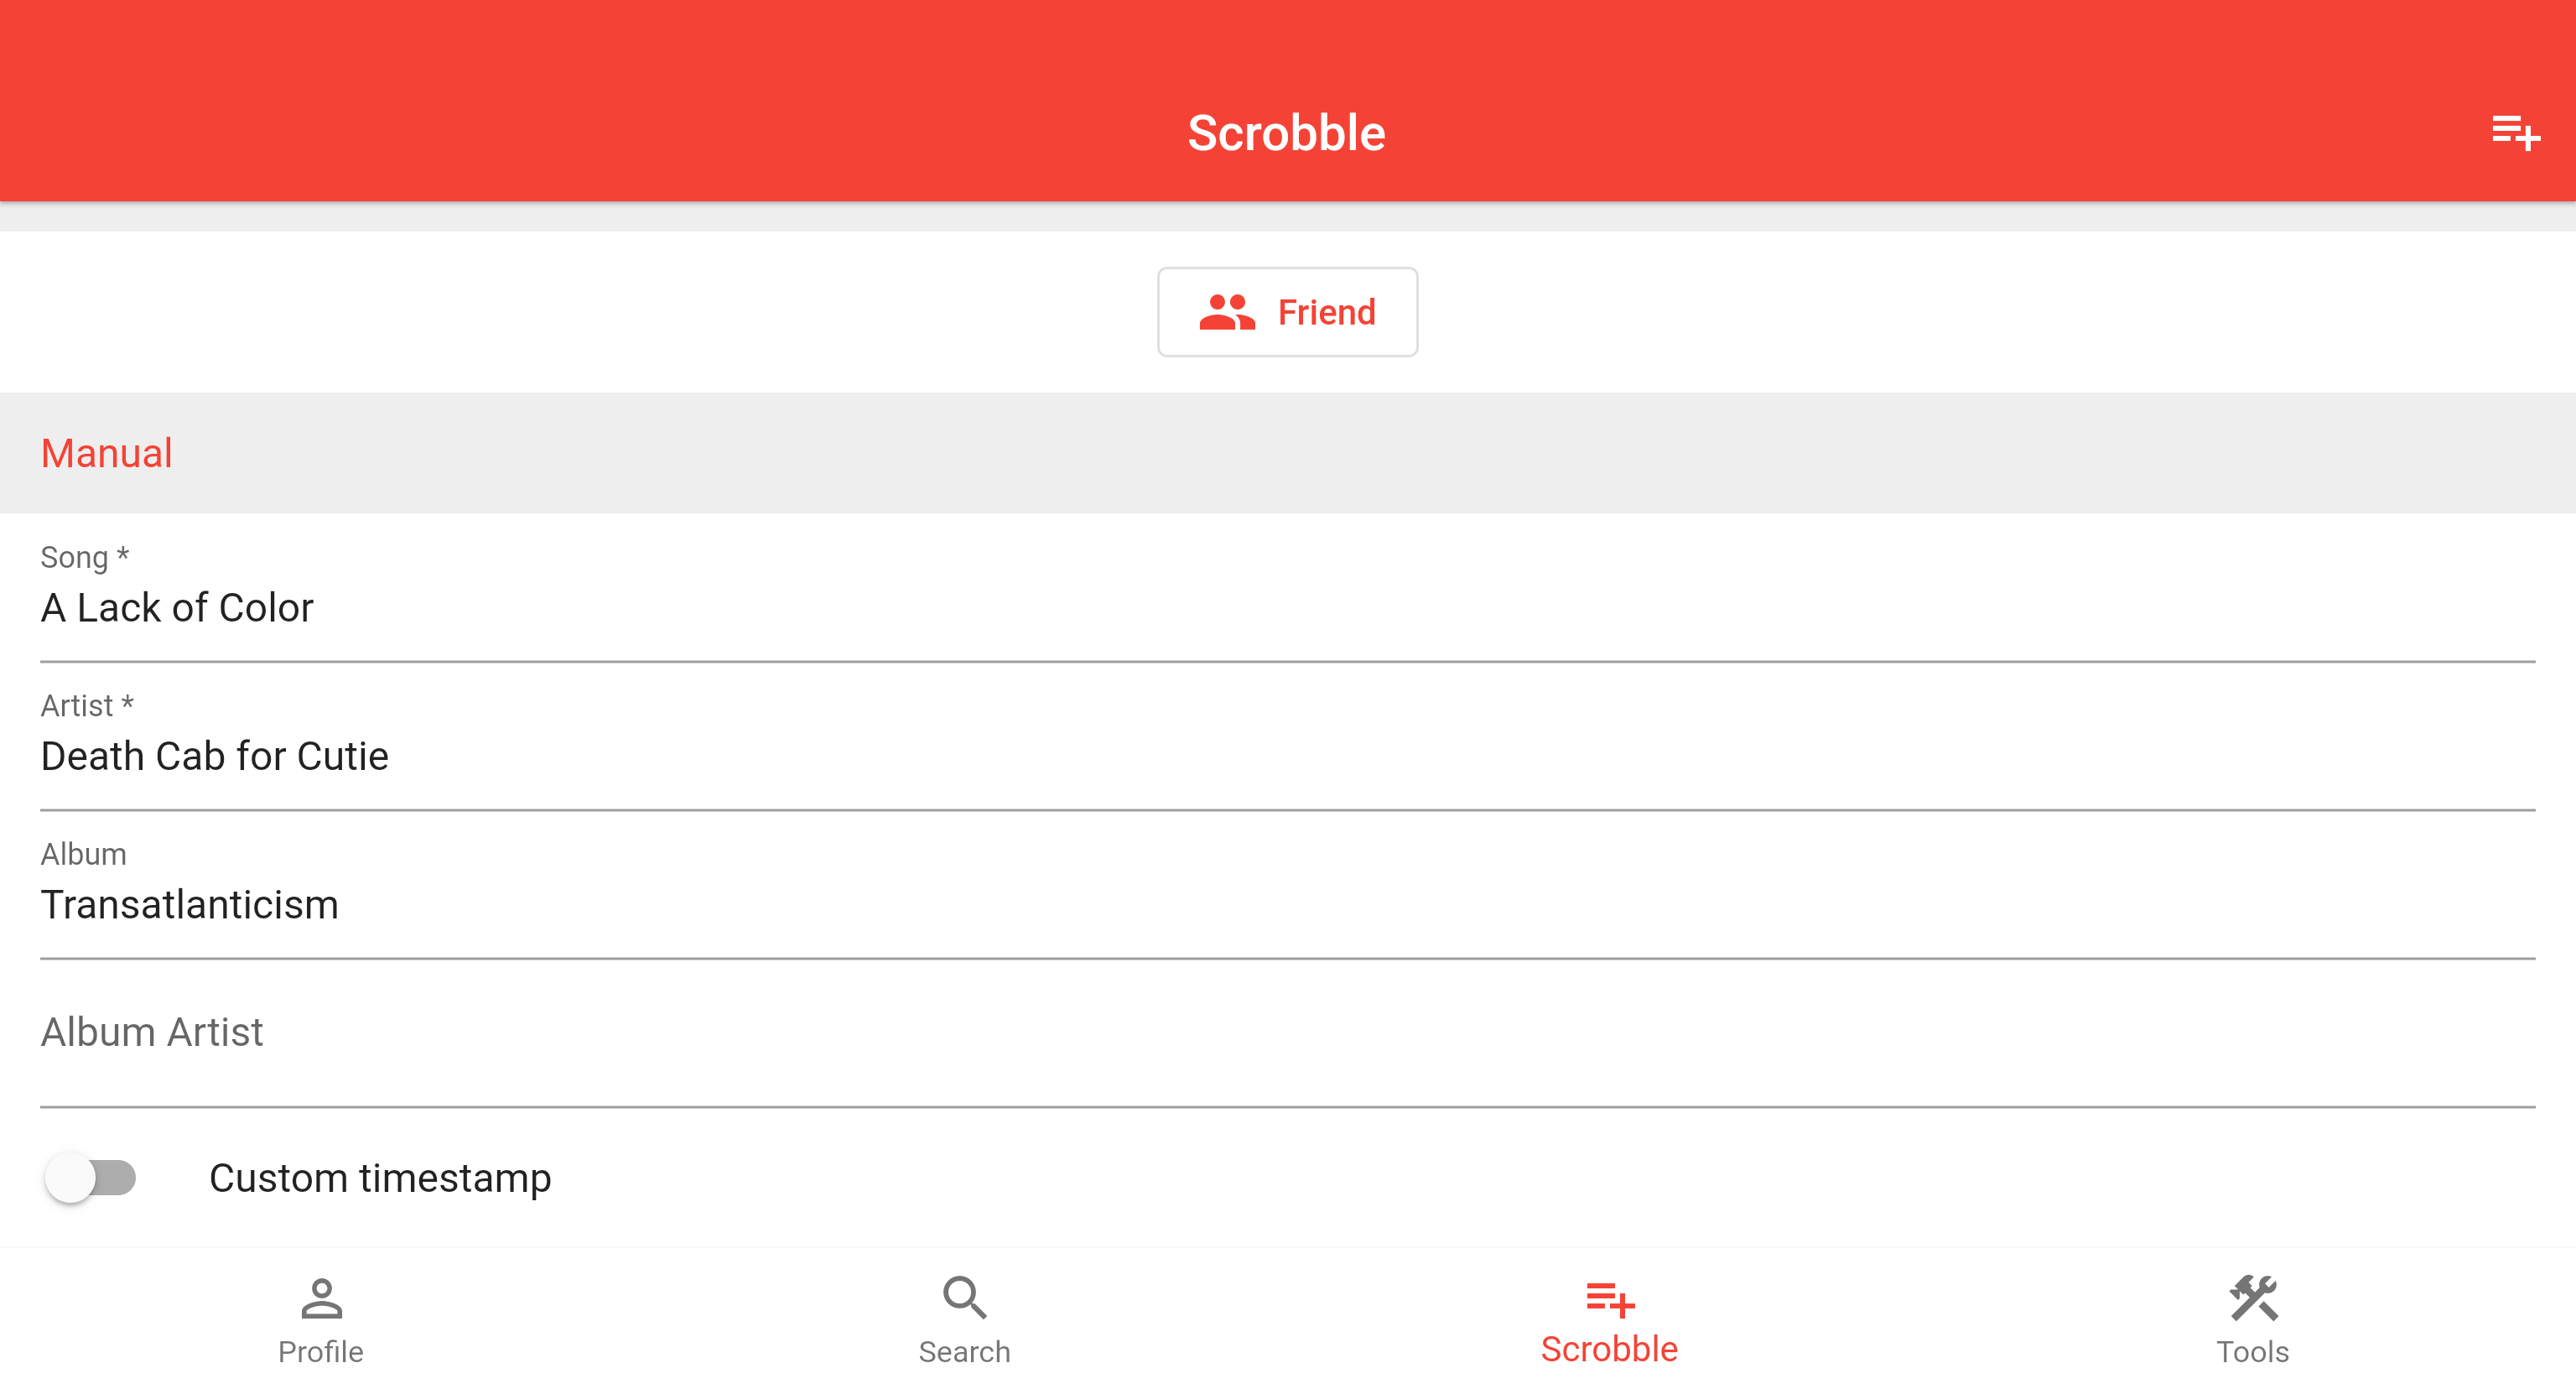 Scrobble
Friend
Manual
Song *
A Lack of Color
Artist *
Death Cab for Cutie
Album
Transatlanticism
Album Artist
Custom timestamp
Profile
Search
Scrobble
Tools